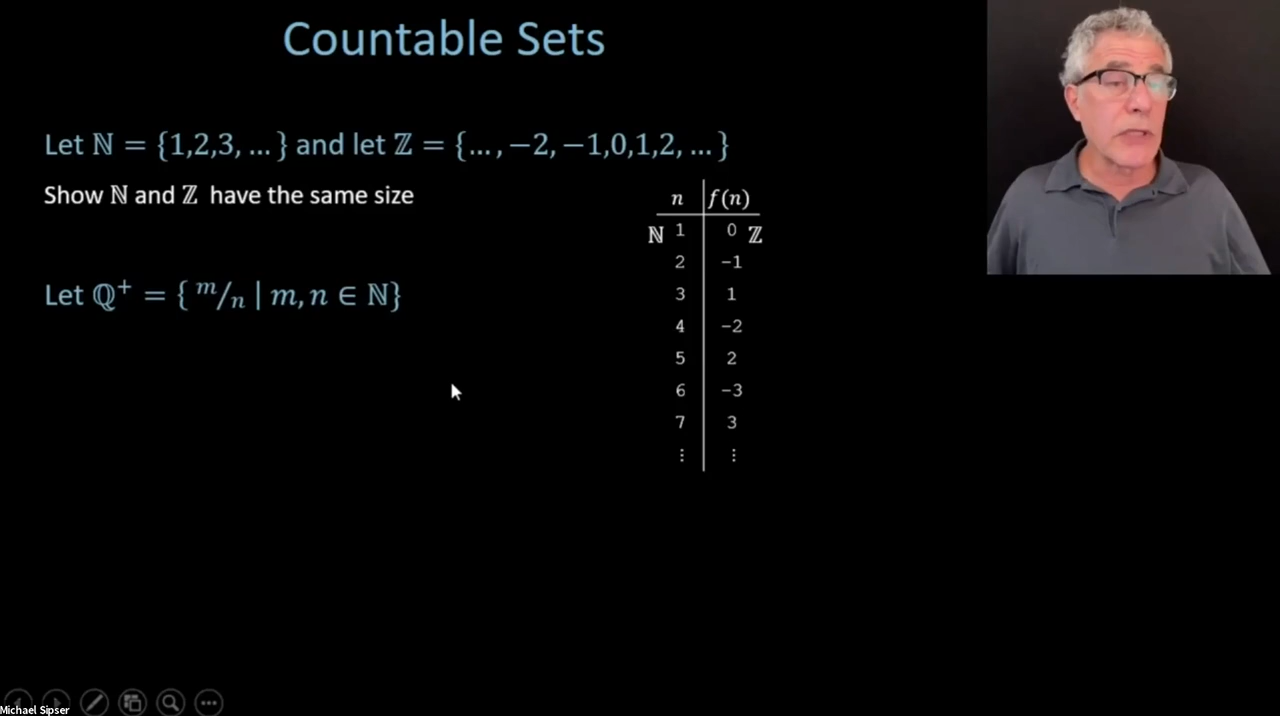 Countable Sets
Let ℕ = {1,2,3, … } and let ℤ = {… , −2, −1,0,1,2, … }
Show ℕ and ℤ have the same size
Let ℚ⁺ = { ᵐ/ₙ | m, n ∈ ℕ}
n f(n)
ℕ 1 0 ℤ
2 −1
3 1
4 −2
5 2
6 −3
7 3
⋮ ⋮
Michael Sipser